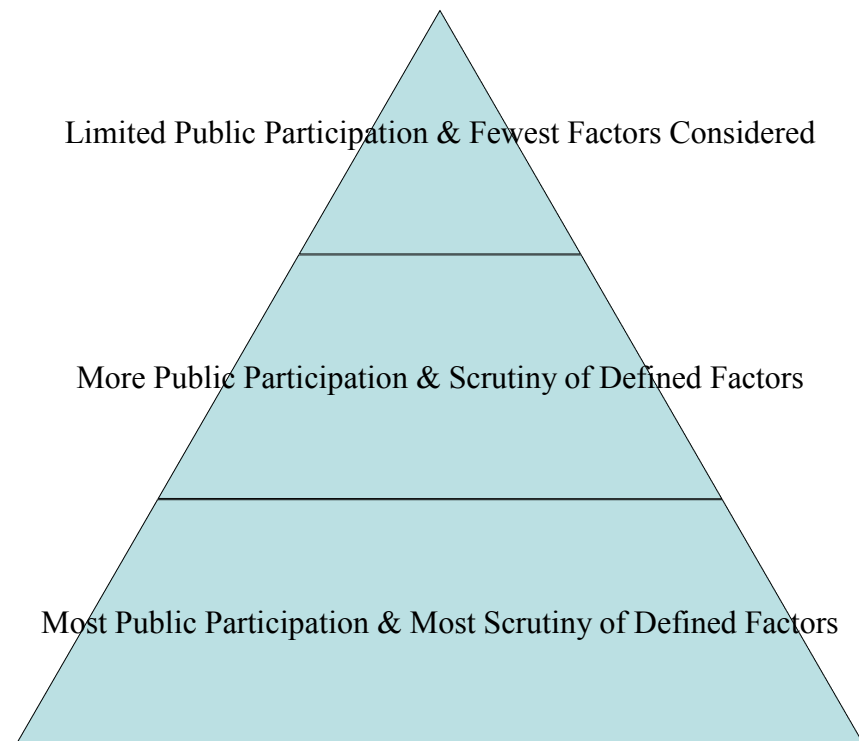 Limited Public Participation & Fewest Factors Considered
More Public Participation & Scrutiny of Defined Factors
Most Public Participation & Most Scrutiny of Defined Factors